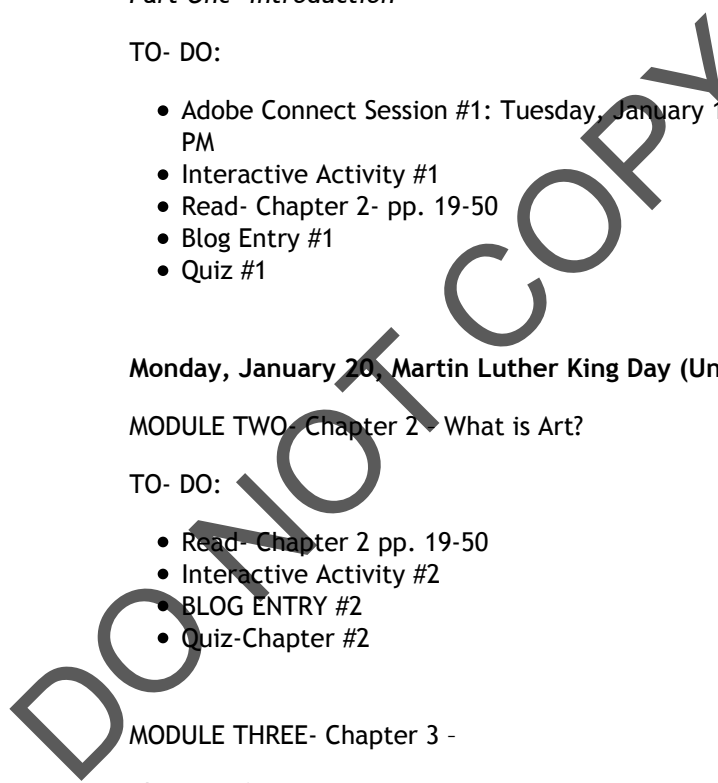 Part One- Introduction
TO- DO:
• Adobe Connect Session #1: Tuesday, January
PM
• Interactive Activity #1
• Read- Chapter 2- pp. 19-50
• Blog Entry #1
• Quiz #1
Monday, January 20, Martin Luther King Day
MODULE TWO- Chapter 2 – What is Art?
TO- DO:
• Read- Chapter 2 pp. 19-50
• Interactive Activity #2
• BLOG ENTRY #2
• Quiz-Chapter #2
MODULE THREE- Chapter 3 –
DO NOT COPY